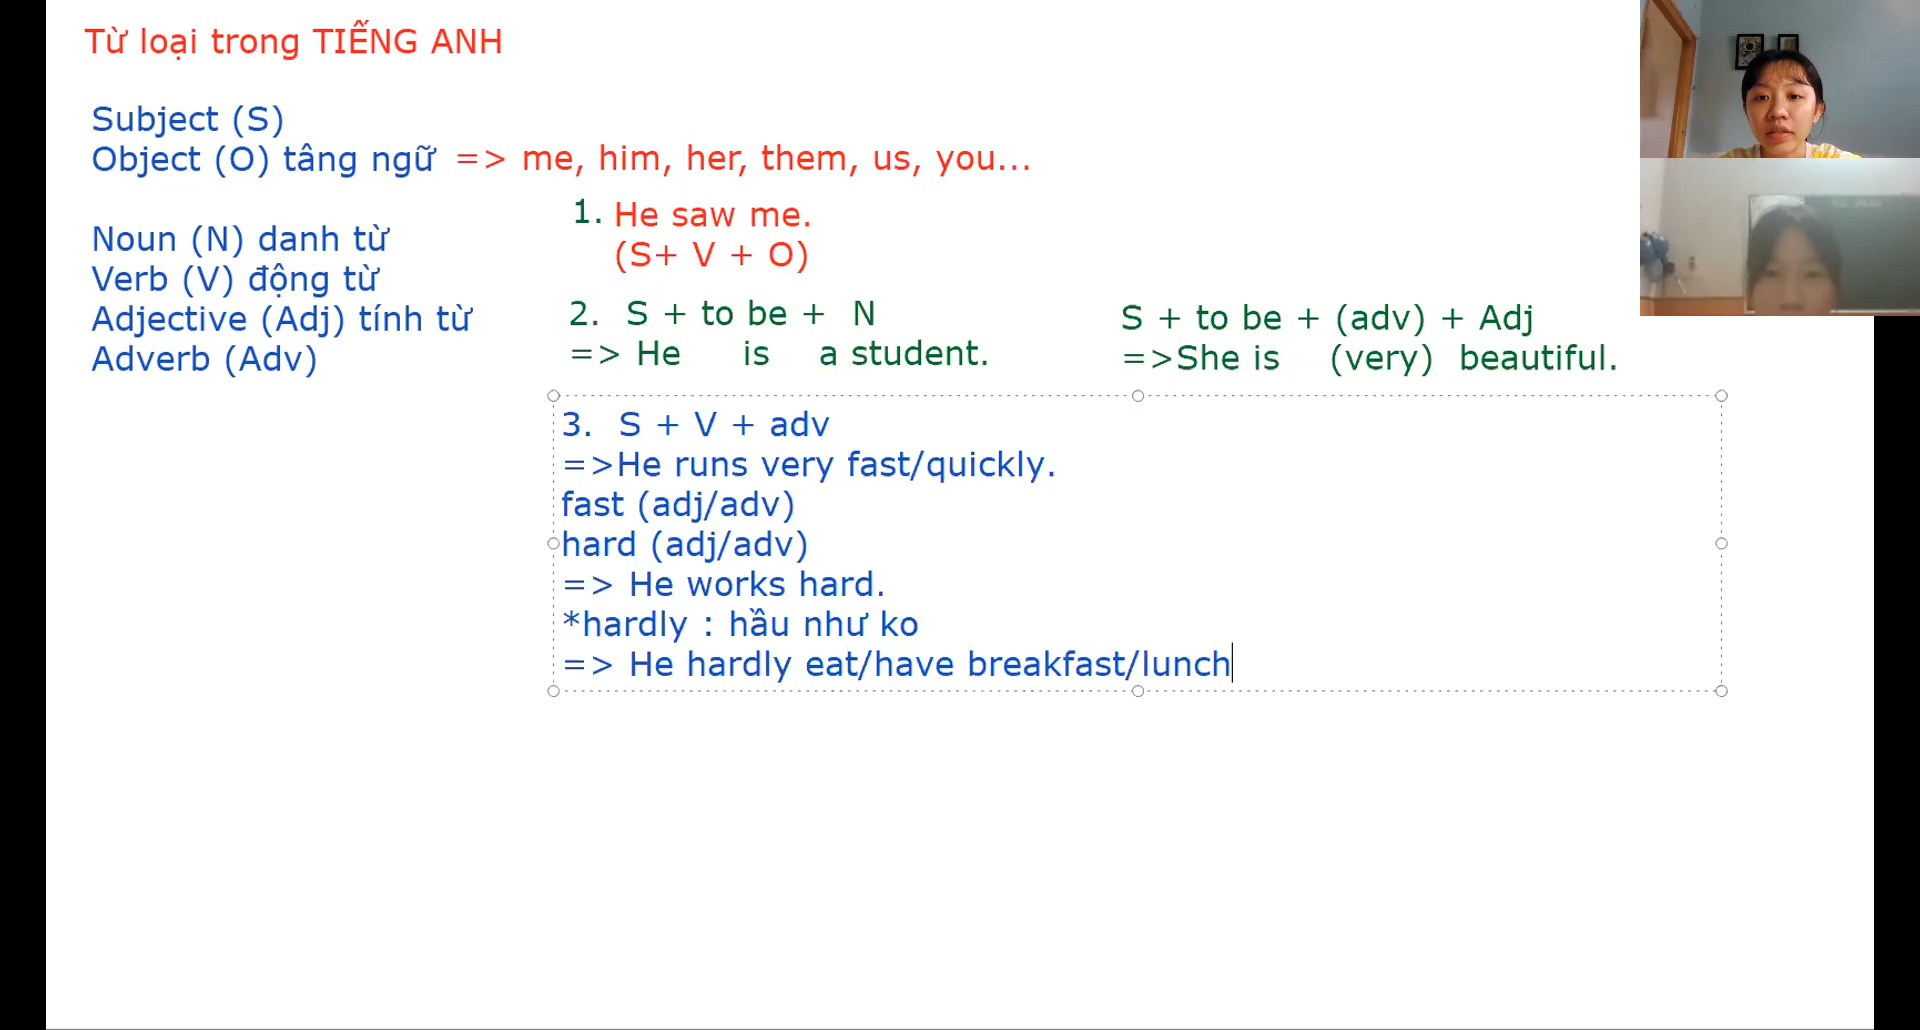 Từ loại trong TIẾNG ANH
Subject (S)
Object (O) tâng ngữ => me, him, her, them, us, you...
Noun (N) danh từ
Verb (V) động từ
Adjective (Adj) tính từ
Adverb (Adv)
1. He saw me.
(S+ V + O)
2. S + to be + N
=> He is a student.
S + to be + (adv) + Adj
=>She is (very) beautiful.
3. S + V + adv
=>He runs very fast/quickly.
fast (adj/adv)
hard (adj/adv)
=> He works hard.
*hardly : hầu như ko
=> He hardly eat/have breakfast/lunch